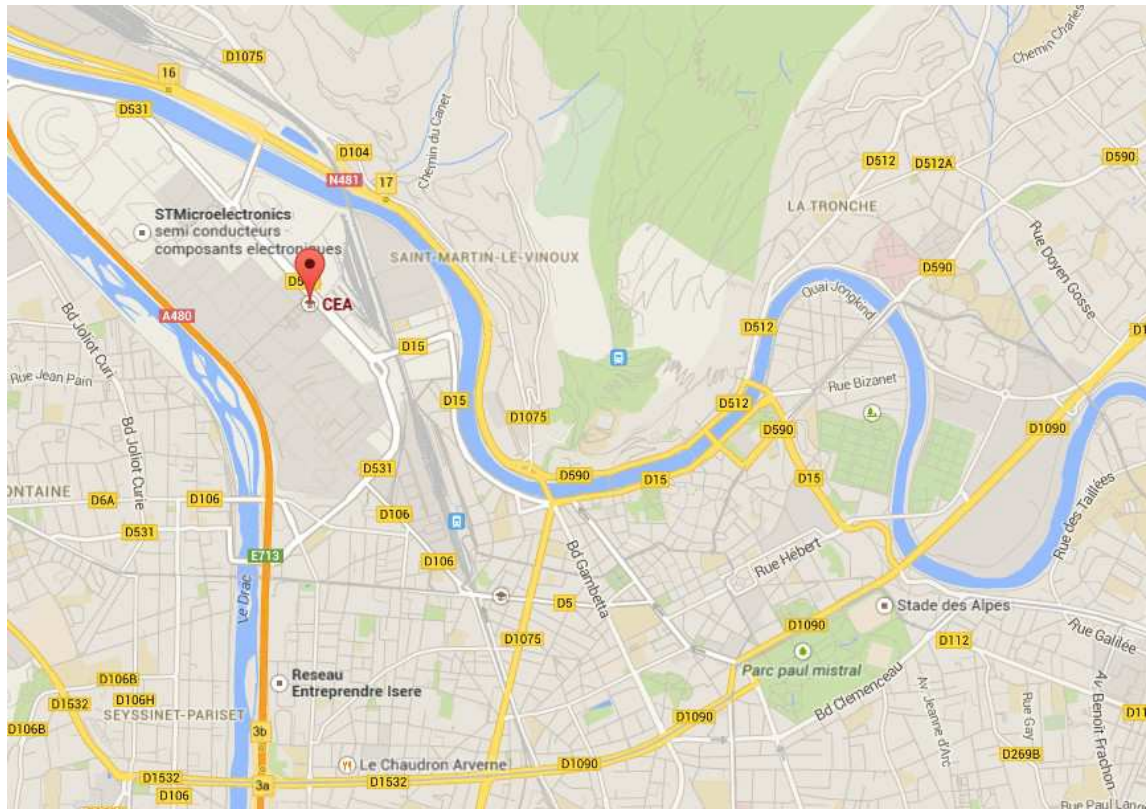 D1075
16
Chemin Charles
D531
Chemin du Canet
D590
D104
D512
D512A
N481
17
STMicroelectronics
semi conducteurs
composants electroniques
LA TRONCHE
Rue Doyen Gosse
SAINT-MARTIN-LE-VINOUX
D590
CEA
Quai Jongkind
A480
Bd Joliot Curi
D512
D15
Rue Jean Pain
Rue Bizanet
D15
D512
D1075
D590
D1090
Bd Joliot Curie
D531
D590
D15
D15
ONTAINE
D6A
D106
Rue des Taillées
D106
D531
E713
D106
Bd Gambetta
Rue Hébert
Le Drac
D5
Stade des Alpes
D1075
D1090
D112
Rue Galilée
Parc paul mistral
Reseau
Entreprendre Isere
D106B
D106H
D1532
SEYSSINET-PARISET
D106B
Bd Clemenceau
Av Jeanne d'Arc
Rue Gay
Av. Benoît Frachon
D1090
3b
D269B
Le Chaudron Arverne
D1090
D1532
D1532
3a
D106
Rue Paul Lan